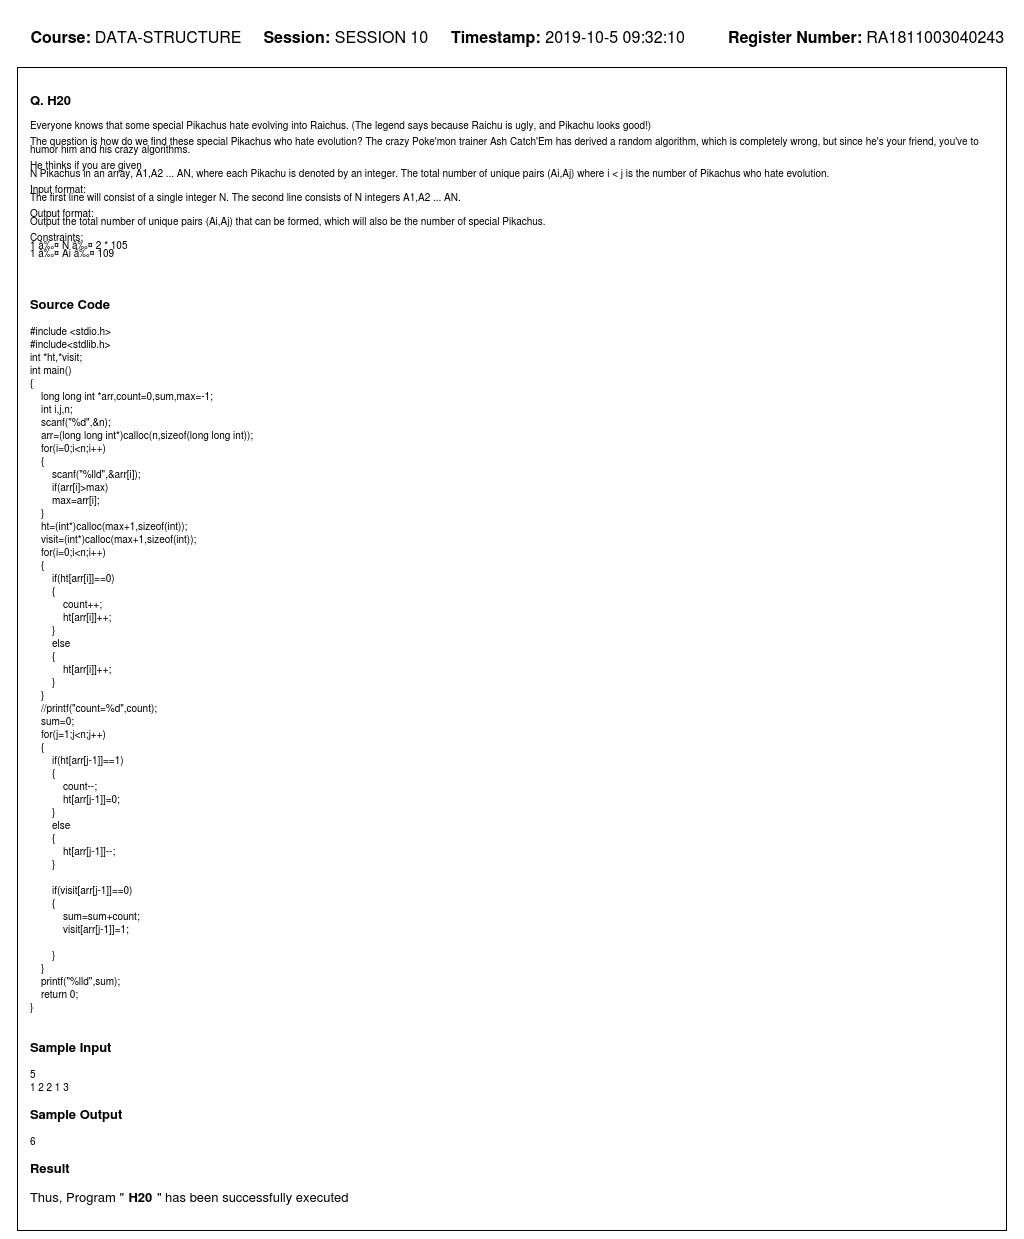 Course: DATA-STRUCTURE Session: SESSION 10 Timestamp: 2019-10-5 09:32:10 Register Number: RA1811003040243
Q. H20
Everyone knows that some special Pikachus hate evolving into Raichus. (The legend says because Raichu is ugly, and Pikachu looks good!)
The question is how do we find these special Pikachus who hate evolution? The crazy Poke'mon trainer Ash Catch'Em has derived a random algorithm, which is completely wrong, but since he's your friend, you've to
humor him and his crazy algorithms.
He thinks if you are given
N Pikachus in an array, A1,A2 ... AN, where each Pikachu is denoted by an integer. The total number of unique pairs (Ai,Aj) where i < j is the number of Pikachus who hate evolution.
Input format:
The first line will consist of a single integer N. The second line consists of N integers A1,A2 ... AN.
Output format:
Output the total number of unique pairs (Ai,Aj) that can be formed, which will also be the number of special Pikachus.
Constraints:
1 â‰¤ N â‰¤ 2 * 105
1 â‰¤ Ai â‰¤ 109
Source Code
#include <stdio.h>
#include<stdlib.h>
int *ht,*visit;
int main()
{
long long int *arr,count=0,sum,max=-1;
int i,j,n;
scanf("%d",&n);
arr=(long long int*)calloc(n,sizeof(long long int));
for(i=0;i<n;i++)
{
scanf("%lld",&arr[i]);
if(arr[i]>max)
max=arr[i];
}
ht=(int*)calloc(max+1,sizeof(int));
visit=(int*)calloc(max+1,sizeof(int));
for(i=0;i<n;i++)
{
if(ht[arr[i]]==0)
{
count++;
ht[arr[i]]++;
}
else
{
ht[arr[i]]++;
}
}
//printf("count=%d",count);
sum=0;
for(j=1;j<n;j++)
{
if(ht[arr[j-1]]==1)
{
count--;
ht[arr[j-1]]=0;
}
else
{
ht[arr[j-1]]--;
}
if(visit[arr[j-1]]==0)
{
sum=sum+count;
visit[arr[j-1]]=1;
}
}
printf("%lld",sum);
return 0;
}
Sample Input
5
1 2 2 1 3
Sample Output
6
Result
Thus, Program " H20 " has been successfully executed